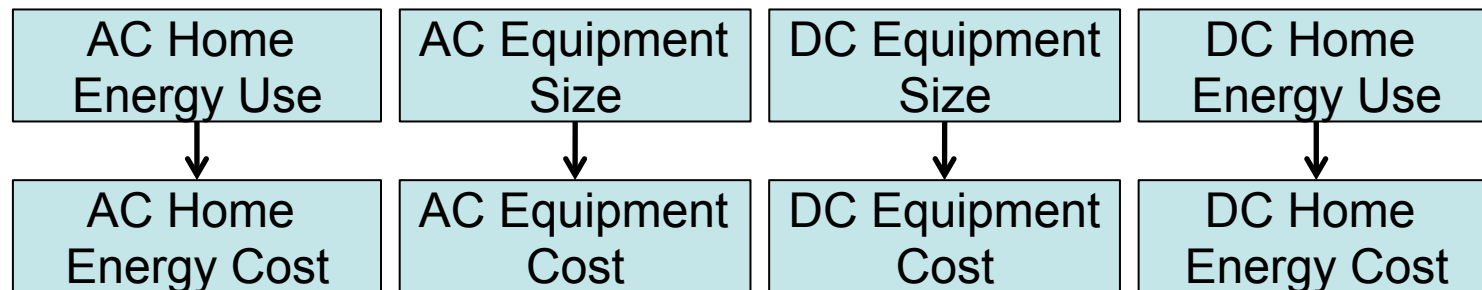 AC Home
Energy Use
AC Equipment
Size
DC Equipment
Size
DC Home
Energy Use
AC Home
Energy Cost
AC Equipment
Cost
DC Equipment
Cost
DC Home
Energy Cost